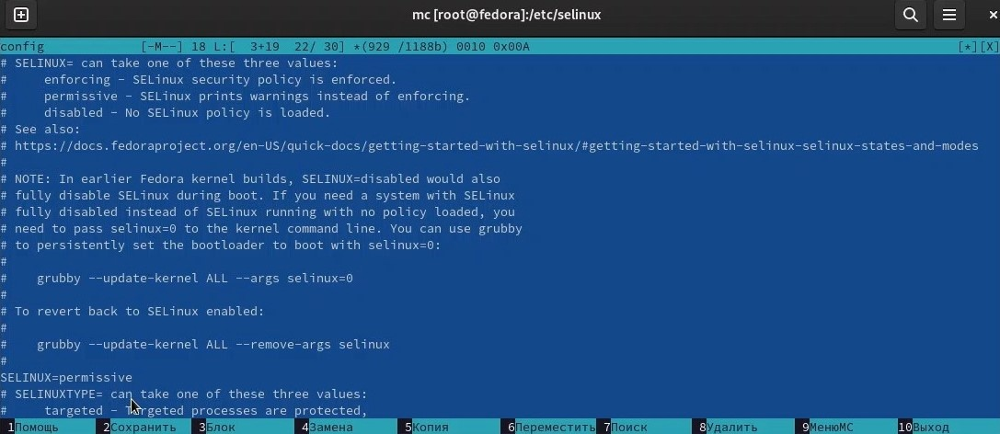 mc [root@fedora]:/etc/selinux
config [-M--] 18 L:[ 3+19 22/ 30] *(929 /1188b) 0010 0x00A [*][X]
# SELINUX= can take one of these three values:
# enforcing - SELinux security policy is enforced.
# permissive - SELinux prints warnings instead of enforcing.
# disabled - No SELinux policy is loaded.
# See also:
# https://docs.fedoraproject.org/en-US/quick-docs/getting-started-with-selinux/#getting-started-with-selinux-selinux-states-and-modes
#
# NOTE: In earlier Fedora kernel builds, SELINUX=disabled would also
# fully disable SELinux during boot. If you need a system with SELinux
# fully disabled instead of SELinux running with no policy loaded, you
# need to pass selinux=0 to the kernel command line. You can use grubby
# to persistently set the bootloader to boot with selinux=0:
#
# grubby --update-kernel ALL --args selinux=0
#
# To revert back to SELinux enabled:
#
# grubby --update-kernel ALL --remove-args selinux
#
SELINUX=permissive
# SELINUXTYPE= can take one of these three values:
# targeted - Targeted processes are protected,
1Помощь 2Сохранить 3Блок 4Замена 5Копия 6Переместить 7Поиск 8Удалить 9МенюMC 10Выход